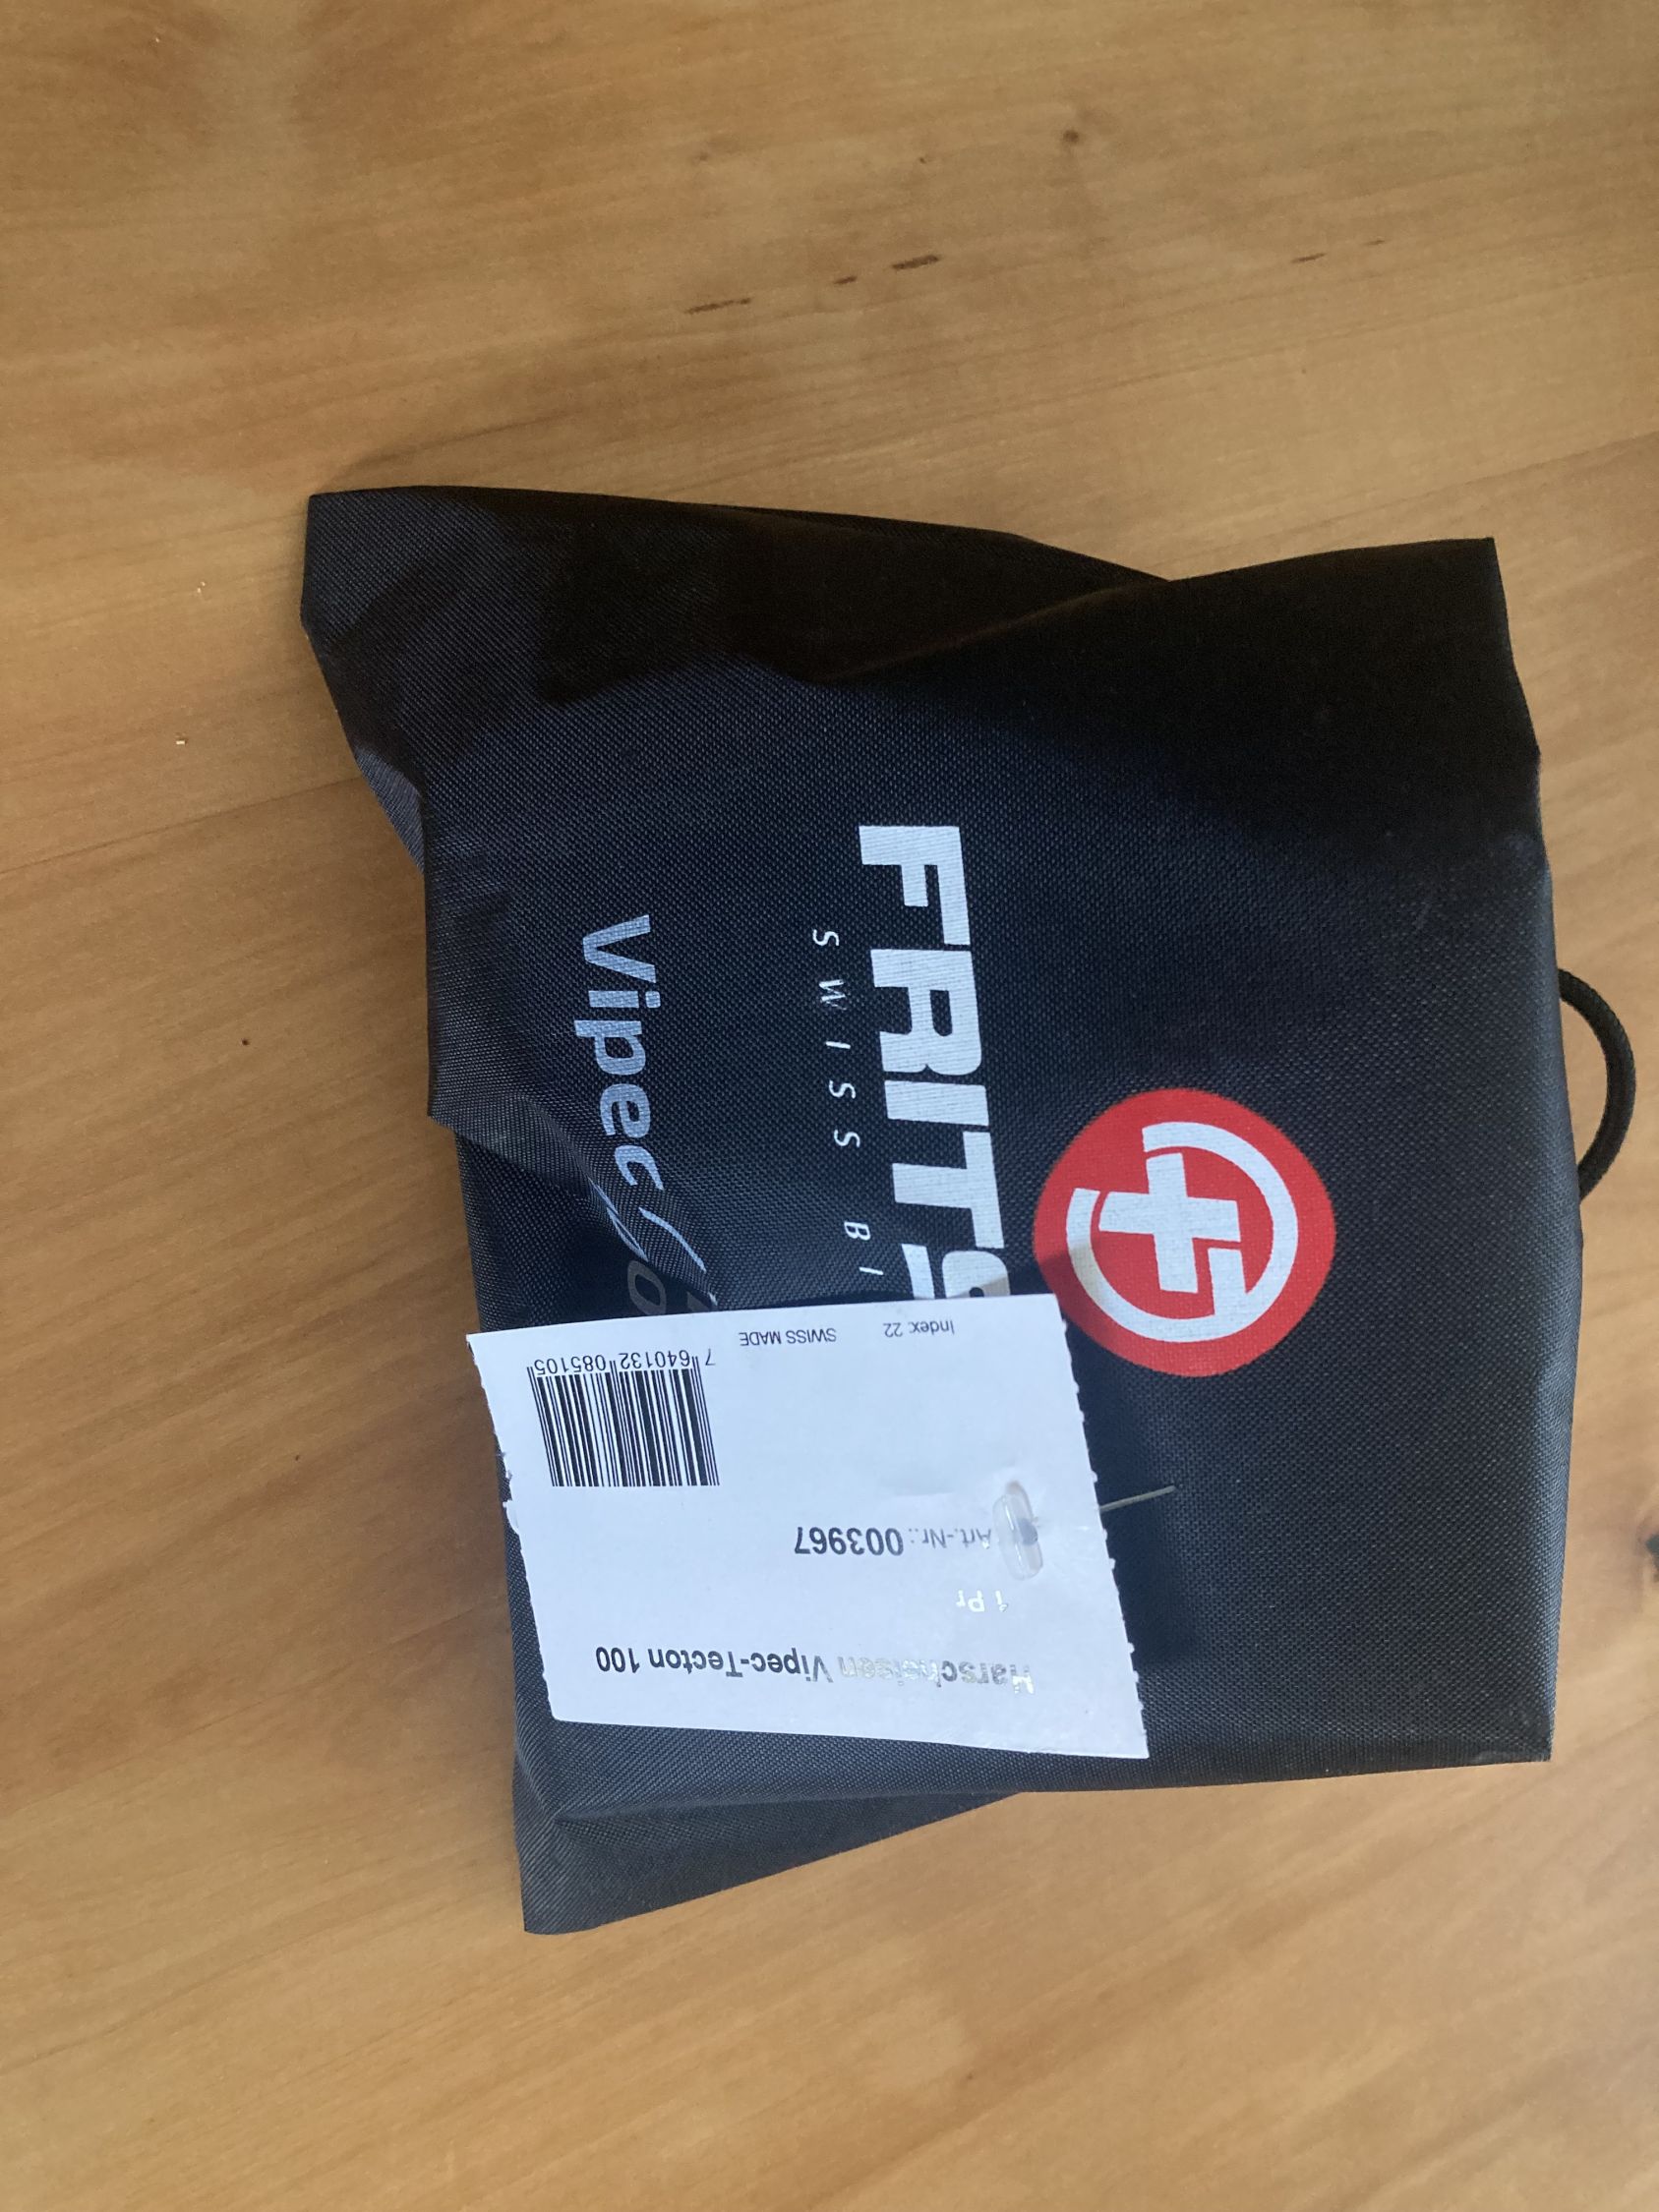 FRITS
SWISS BI
Vipec
Harscheisen Vipec-Tecton 100
1 Pr
Art.-Nr.: 003967
7 640132 085105
SWISS MADE
Index: 22